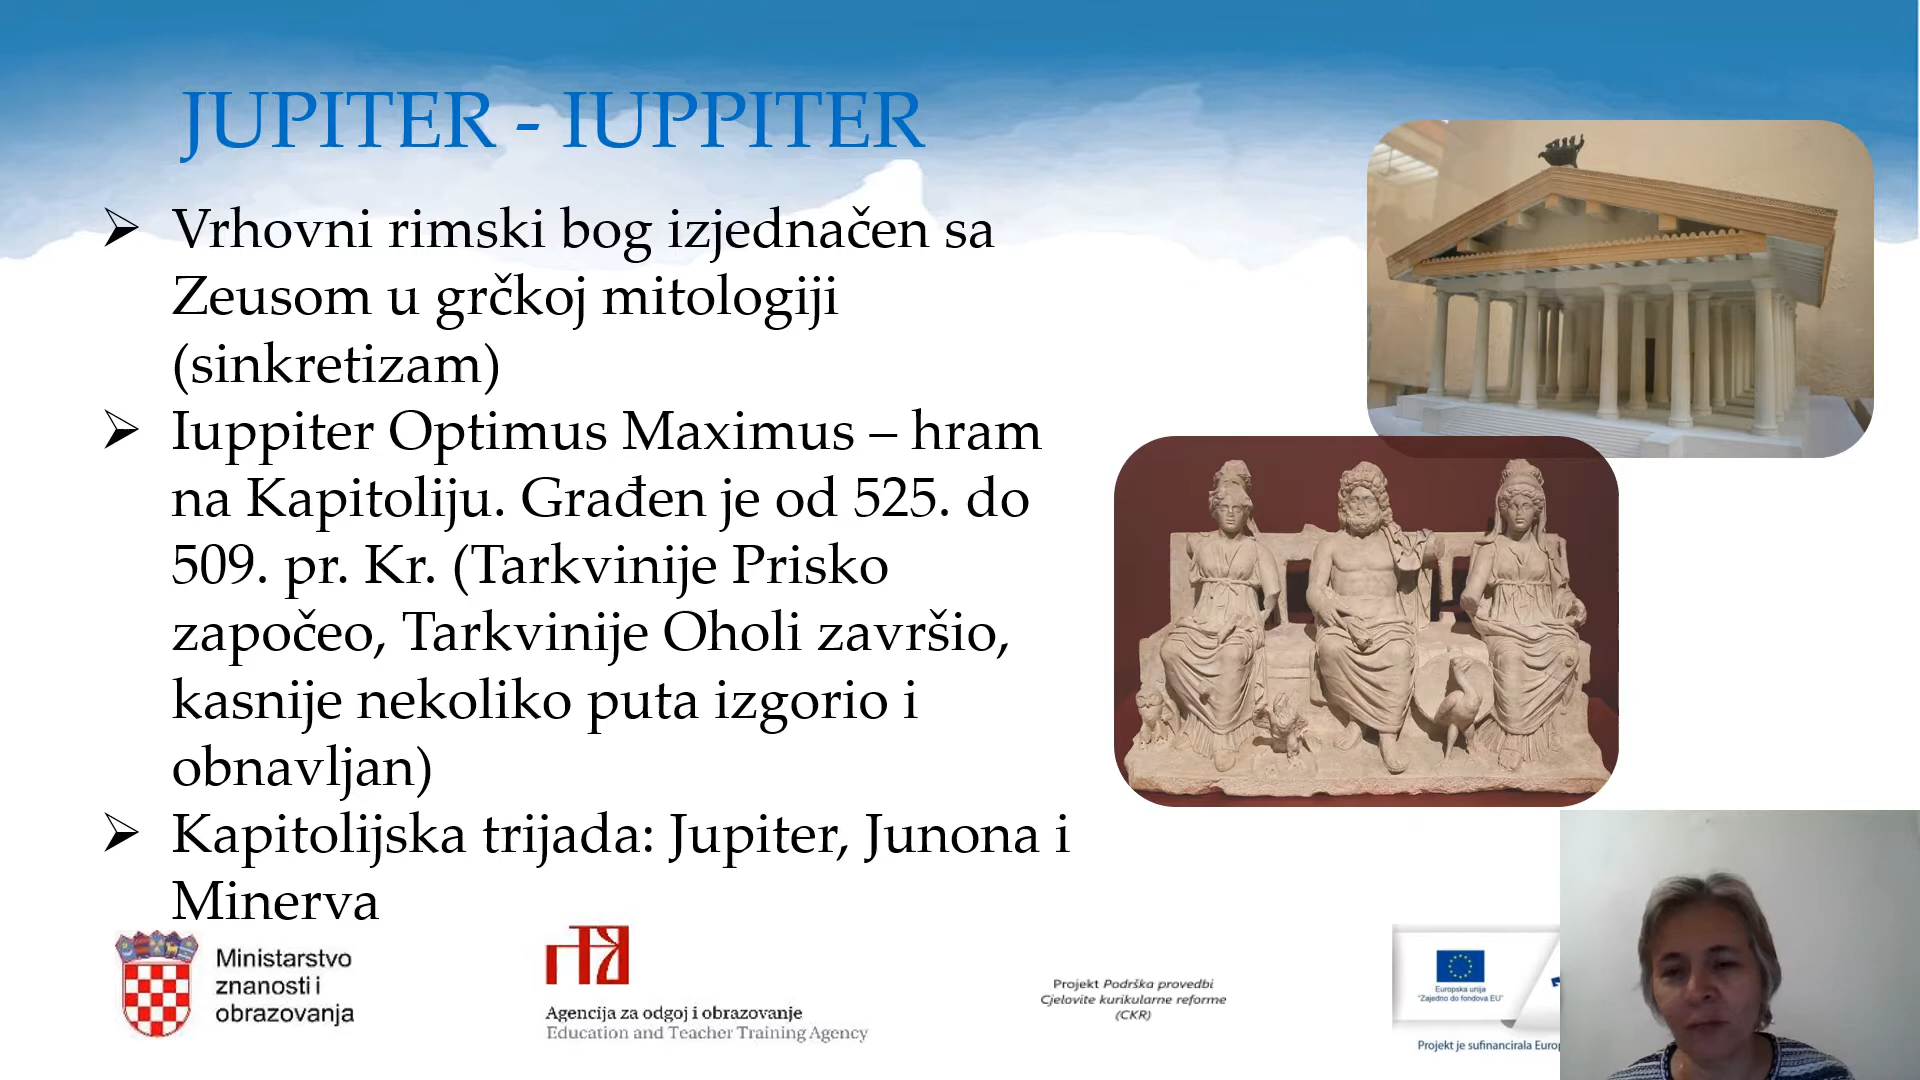 JUPITER - IUPPITER
Vrhovni rimski bog izjednačen sa
Zeusom u grčkoj mitologiji
(sinkretizam)
Iuppiter Optimus Maximus – hram
na Kapitoliju. Građen je od 525. do
509. pr. Kr. (Tarkvinije Prisko
započeo, Tarkvinije Oholi završio,
kasnije nekoliko puta izgorio i
obnavljan)
Kapitolijska trijada: Jupiter, Junona i
Minerva
Ministarstvo
znanosti i
obrazovanja
Agencija za odgoj i obrazovanje
Education and Teacher Training Agency
Projekt Podrška provedbi
Cjelovite kurikularne reforme
(CKR)
Europska unija
"Zajedno do fondova EU"
Projekt je sufinancirala Europ